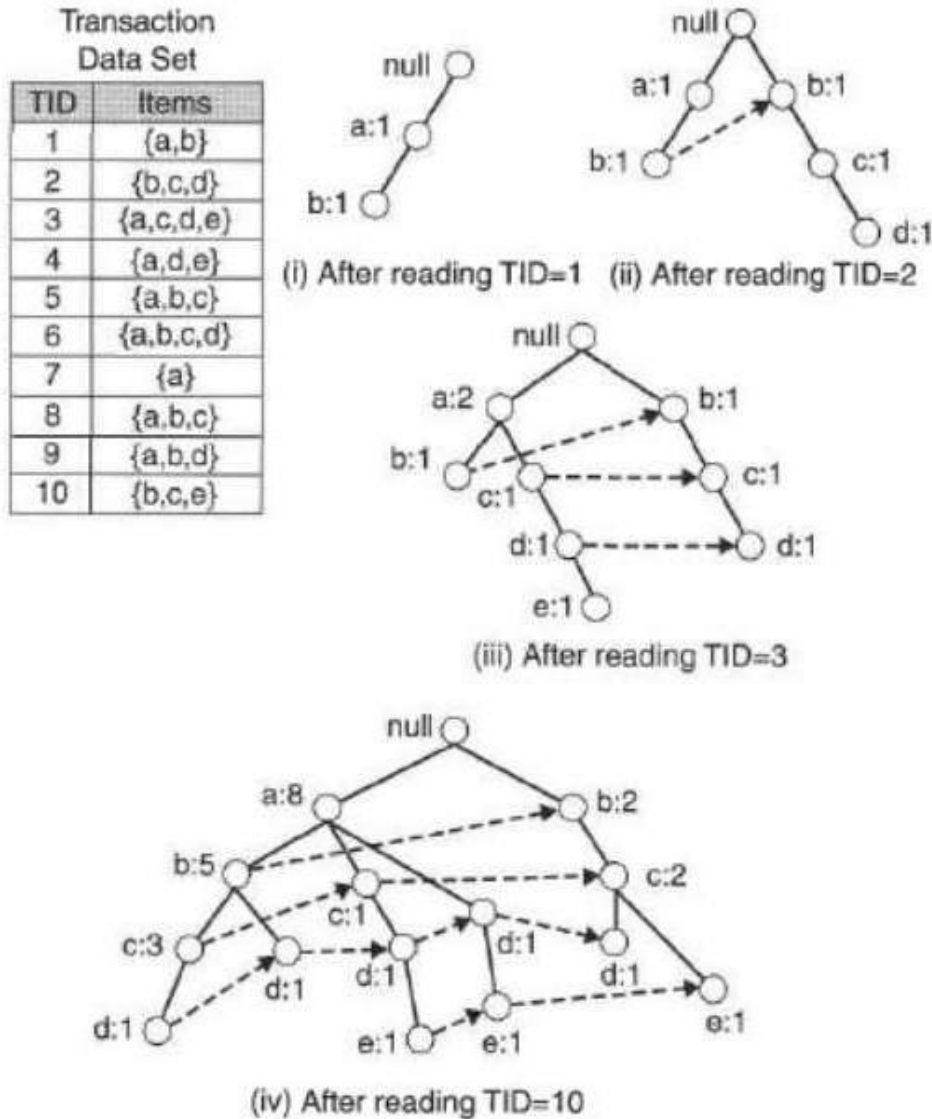 Transaction
Data Set
TID Items
1 {a,b}
2 {b,c,d}
3 {a,c,d,e}
4 {a,d,e}
5 {a,b,c}
6 {a,b,c,d}
7 {a}
8 {a,b,c}
9 {a,b,d}
10 {b,c,e}
null
a:1
b:1
(i) After reading TID=1
null
a:1 b:1
b:1 c:1
d:1
(ii) After reading TID=2
null
a:2 b:1
b:1 c:1 c:1
d:1 d:1
e:1
(iii) After reading TID=3
null
a:8 b:2
b:5 c:2
c:1
c:3 d:1 d:1 d:1 d:1
d:1 e:1 e:1 e:1
(iv) After reading TID=10